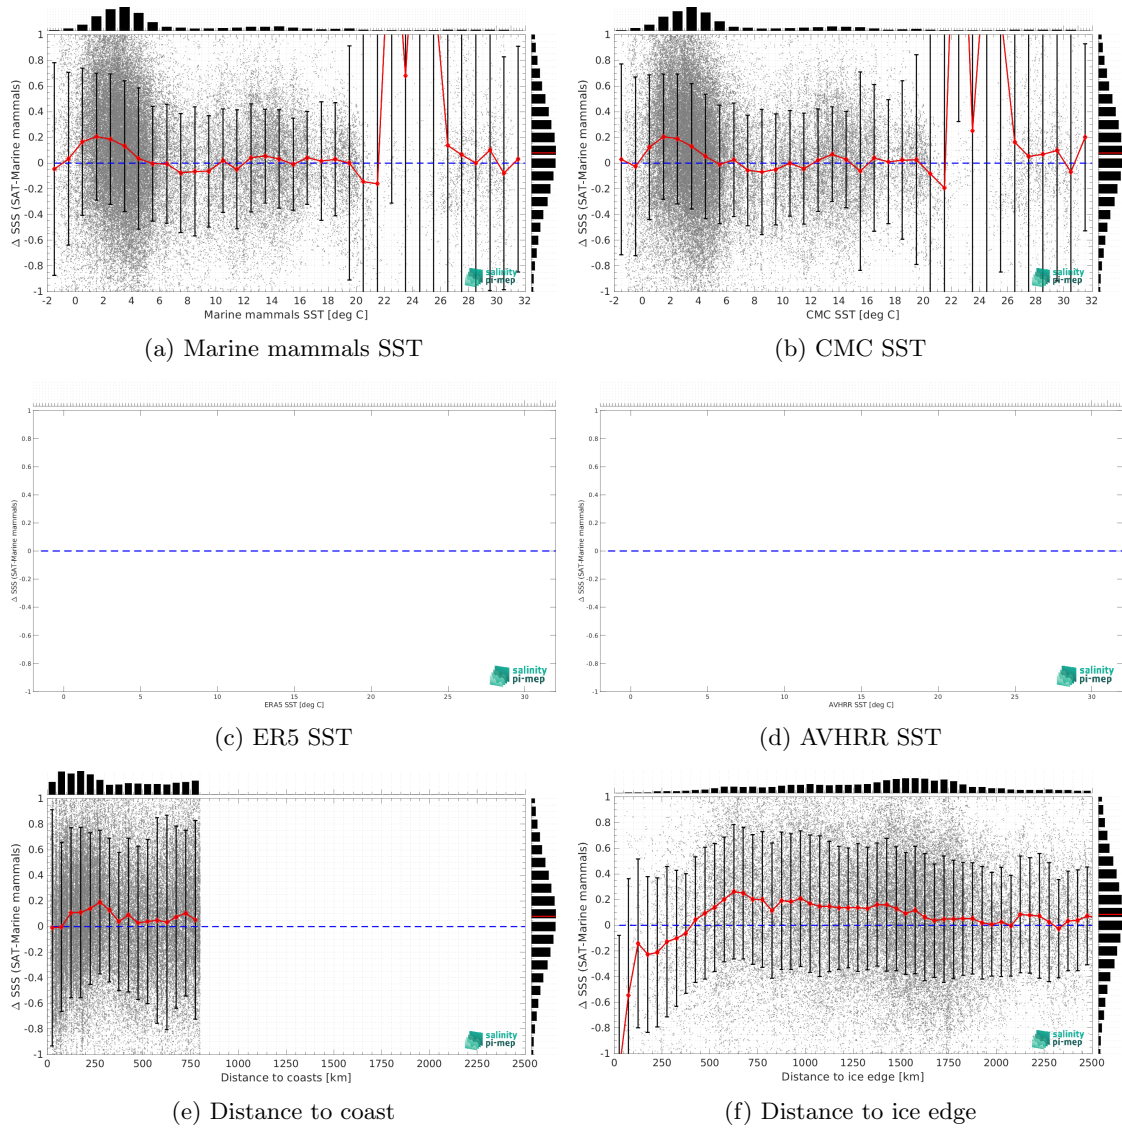 1
0.8
0.6
0.4
0.2
0
-0.2
-0.4
-0.6
-0.8
-1
Δ SSS (SAT-Marine mammals)
-2 0 2 4 6 8 10 12 14 16 18 20 22 24 26 28 30 32
Marine mammals SST [deg C]
salinity
pi-mep
(a) Marine mammals SST
1
0.8
0.6
0.4
0.2
0
-0.2
-0.4
-0.6
-0.8
-1
Δ SSS (SAT-Marine mammals)
-2 0 2 4 6 8 10 12 14 16 18 20 22 24 26 28 30 32
CMC SST [deg C]
salinity
pi-mep
(b) CMC SST
1
0.8
0.6
0.4
0.2
0
-0.2
-0.4
-0.6
-0.8
-1
Δ SSS (SAT-Marine mammals)
0 5 10 15 20 25 30
ERA5 SST [deg C]
salinity
pi-mep
(c) ER5 SST
1
0.8
0.6
0.4
0.2
0
-0.2
-0.4
-0.6
-0.8
-1
Δ SSS (SAT-Marine mammals)
0 5 10 15 20 25 30
AVHRR SST [deg C]
salinity
pi-mep
(d) AVHRR SST
1
0.8
0.6
0.4
0.2
0
-0.2
-0.4
-0.6
-0.8
-1
Δ SSS (SAT-Marine mammals)
0 250 500 750 1000 1250 1500 1750 2000 2500
Distance to coasts [km]
salinity
pi-mep
(e) Distance to coast
1
0.8
0.6
0.4
0.2
0
-0.2
-0.4
-0.6
-0.8
-1
Δ SSS (SAT-Marine mammals)
0 500 1000 1500 2000 2500
Distance to ice edge [km]
salinity
pi-mep
(f) Distance to ice edge